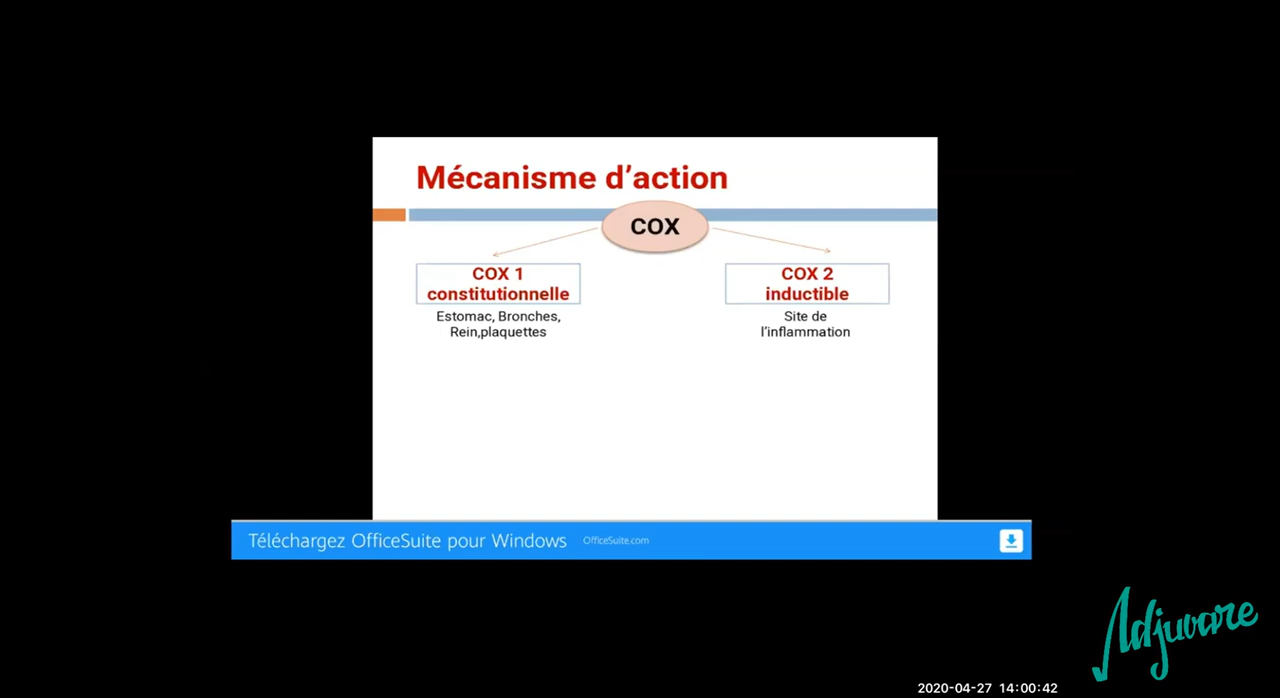 Mécanisme d’action
COX
COX 1
constitutionnelle
Estomac, Bronches,
Rein,plaquettes
COX 2
inductible
Site de
l’inflammation
Téléchargez OfficeSuite pour Windows OfficeSuite.com
Adjuvare
2020-04-27 14:00:42